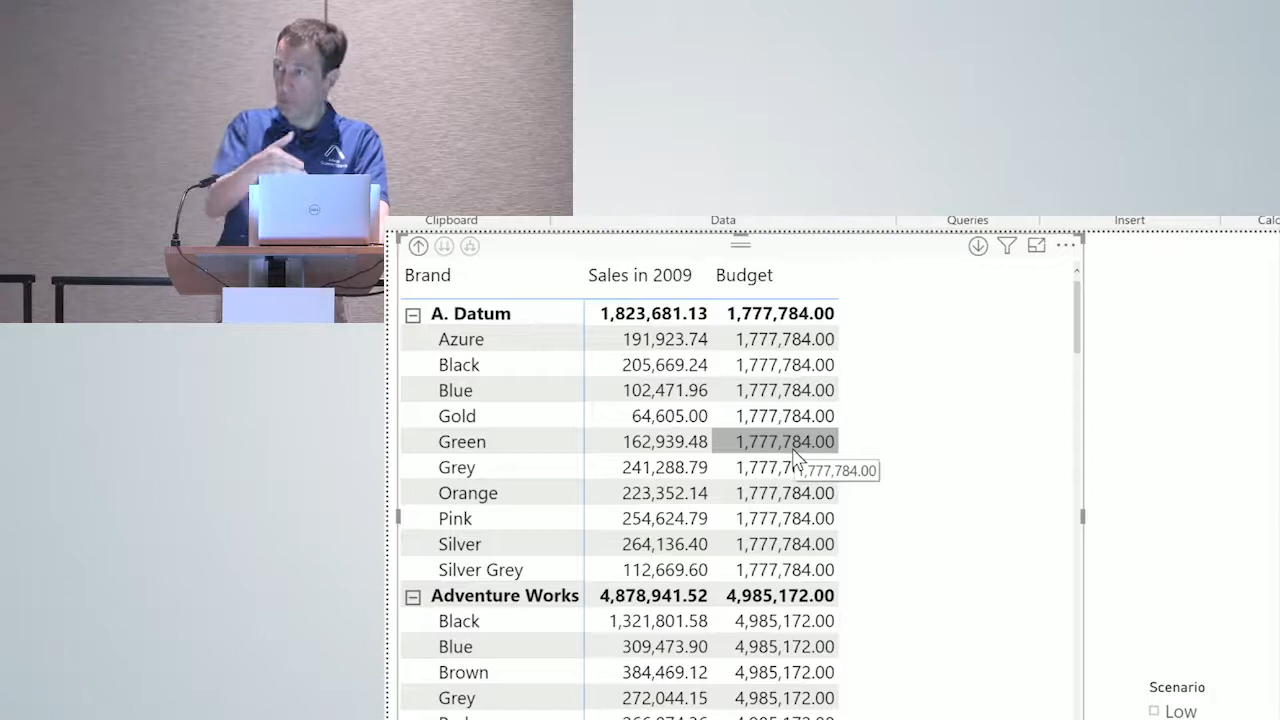 DELL
Clipboard Data Queries Insert Calc
Brand Sales in 2009 Budget
A. Datum 1,823,681.13 1,777,784.00
Azure 191,923.74 1,777,784.00
Black 205,669.24 1,777,784.00
Blue 102,471.96 1,777,784.00
Gold 64,605.00 1,777,784.00
Green 162,939.48 1,777,784.00
Grey 241,288.79 1,777,7
1,777,784.00
Orange 223,352.14 1,777,784.00
Pink 254,624.79 1,777,784.00
Silver 264,136.40 1,777,784.00
Silver Grey 112,669.60 1,777,784.00
Adventure Works 4,878,941.52 4,985,172.00
Black 1,321,801.58 4,985,172.00
Blue 309,473.90 4,985,172.00
Brown 384,469.12 4,985,172.00
Grey 272,044.15 4,985,172.00
Scenario
Low